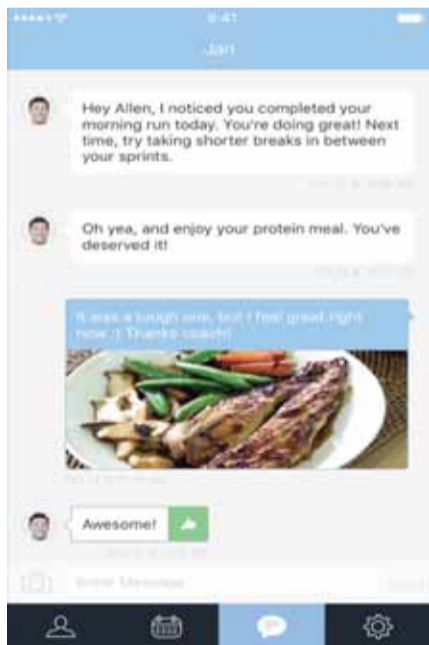 9:41
Jan
Hey Allen, I noticed you completed your
morning run today. You're doing great! Next
time, try taking shorter breaks in between
your sprints.
Oh yea, and enjoy your protein meal. You've
deserved it!
It was a tough one, but I feel great right
now :) Thanks coach!
Awesome!
Enter Message